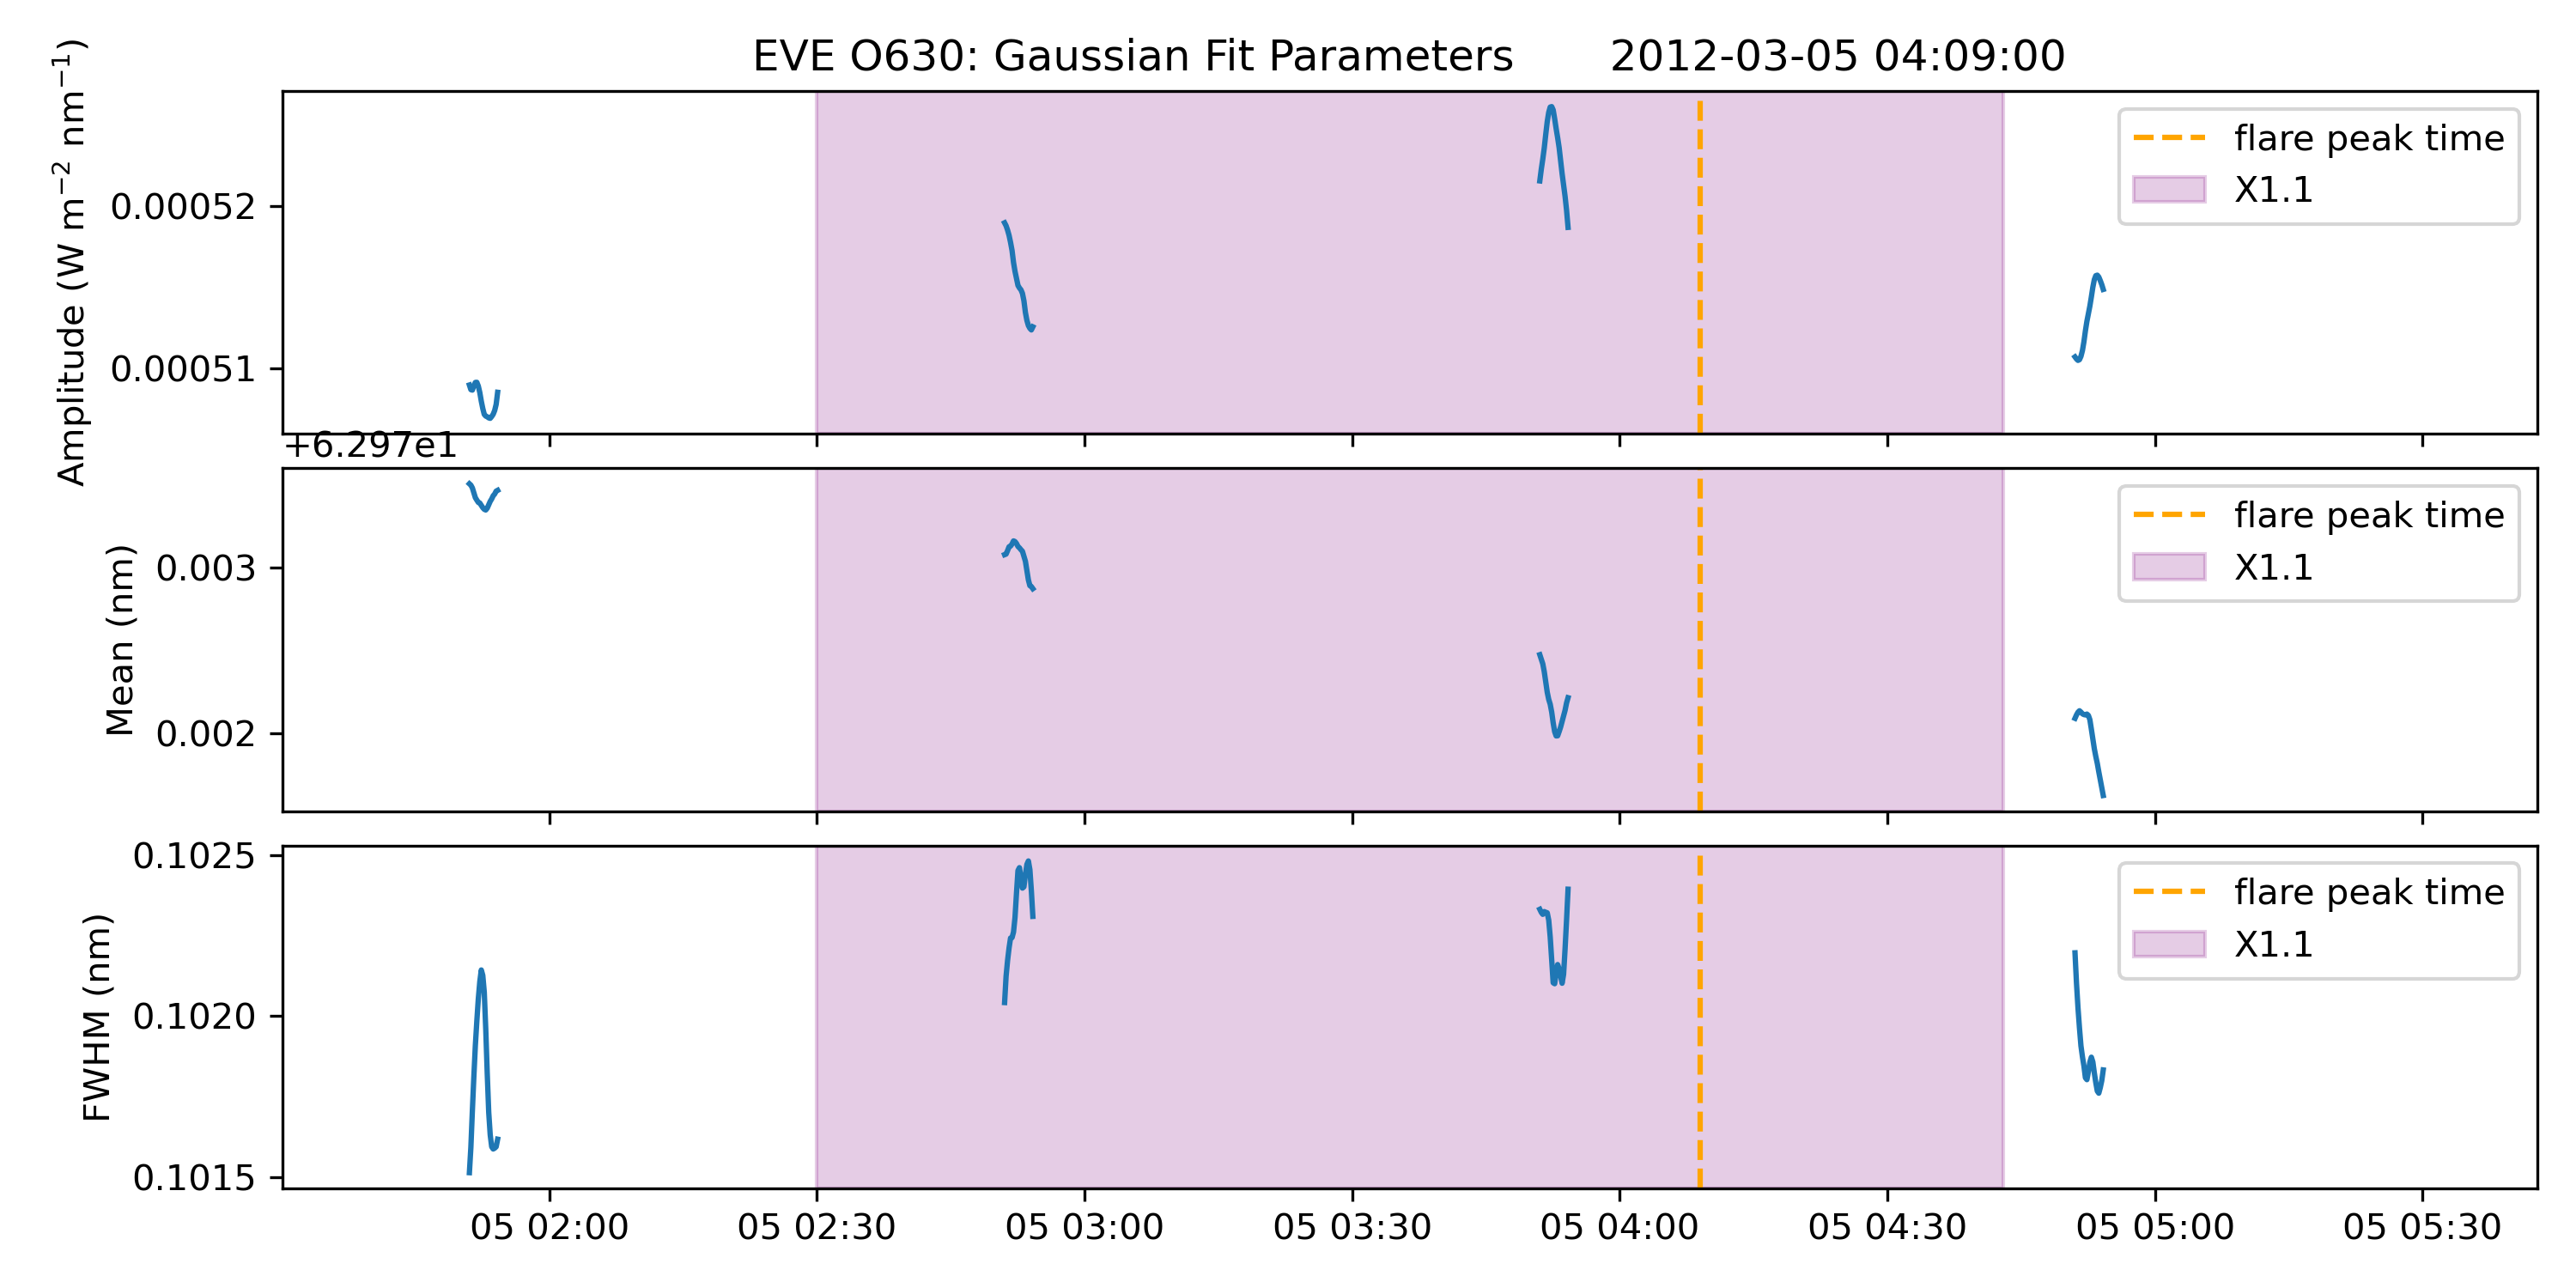 EVE O630: Gaussian Fit Parameters 2012-03-05 04:09:00
Amplitude (W m⁻² nm⁻¹)
0.00052
0.00051
flare peak time
X1.1
+6.297e1
Mean (nm)
0.003
0.002
flare peak time
X1.1
FWHM (nm)
0.1025
0.1020
0.1015
flare peak time
X1.1
05 02:00 05 02:30 05 03:00 05 03:30 05 04:00 05 04:30 05 05:00 05 05:30